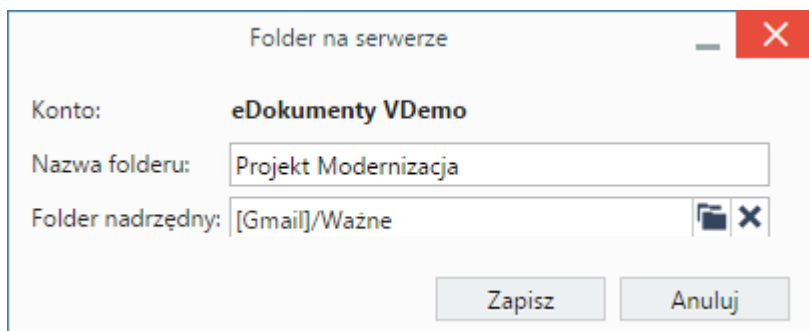 Folder na serwerze
Konto: eDokumenty VDemo
Nazwa folderu: Projekt Modernizacja
Folder nadrzędny: [Gmail]/Ważne
Zapisz Anuluj